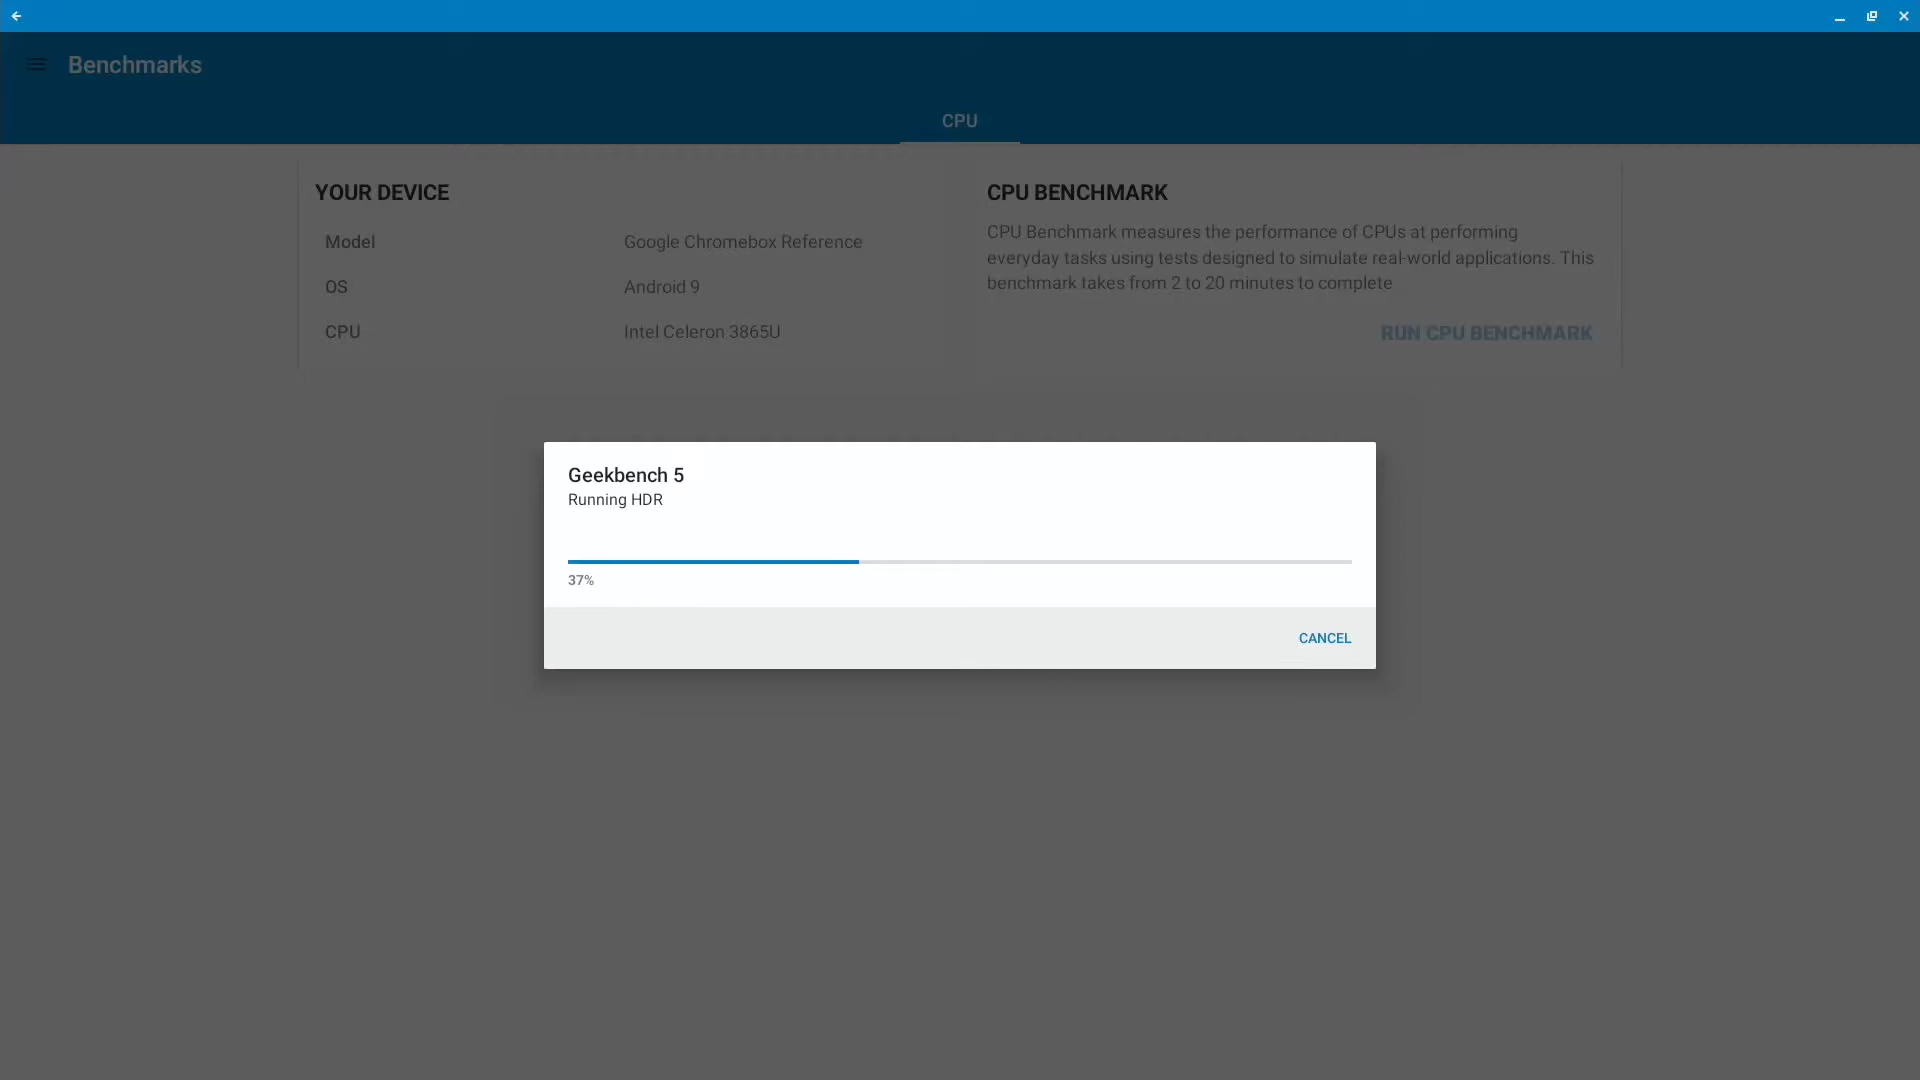 Benchmarks
CPU
YOUR DEVICE
Model Google Chromebox Reference
OS Android 9
CPU Intel Celeron 3865U
CPU BENCHMARK
CPU Benchmark measures the performance of CPUs at performing
everyday tasks using tests designed to simulate real-world applications. This
benchmark takes from 2 to 20 minutes to complete
RUN CPU BENCHMARK
Geekbench 5
Running HDR
37%
CANCEL